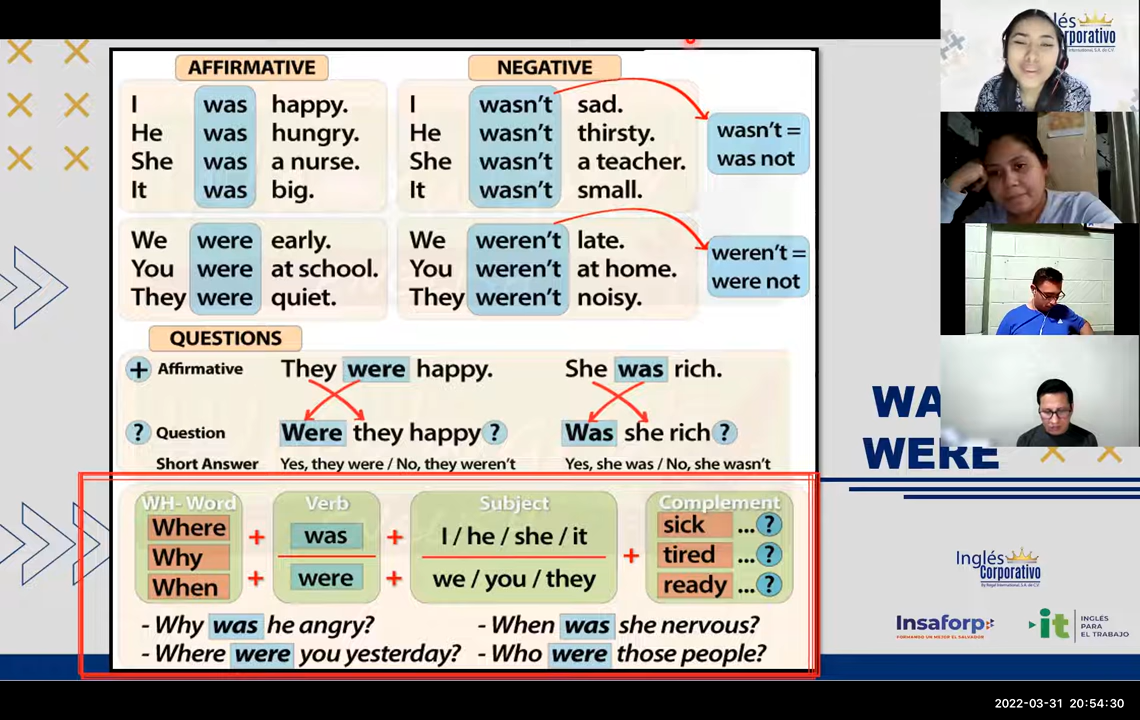 AFFIRMATIVE
I was happy.
He was hungry.
She was a nurse.
It was big.
We were early.
You were at school.
They were quiet.
NEGATIVE
I wasn't sad.
He wasn't thirsty.
She wasn't a teacher.
It wasn't small.
We weren't late.
You weren't at home.
They weren't noisy.
wasn't =
was not
weren't =
were not
QUESTIONS
+ Affirmative They were happy. She was rich.
? Question Were they happy? Was she rich?
Short Answer Yes, they were / No, they weren't Yes, she was / No, she wasn't
WH- Word + Verb + Subject + Complement
Where was I / he / she / it sick ...?
Why tired ...?
When were we / you / they ready ...?
- Why was he angry? - When was she nervous?
- Where were you yesterday? - Who were those people?
WA
WERE
Inglés
Corporativo
Insaforp
FORMANDO UN MEJOR EL SALVADOR
it INGLÉS
PARA
EL TRABAJO
lés
orporativo
2022-03-31 20:54:30